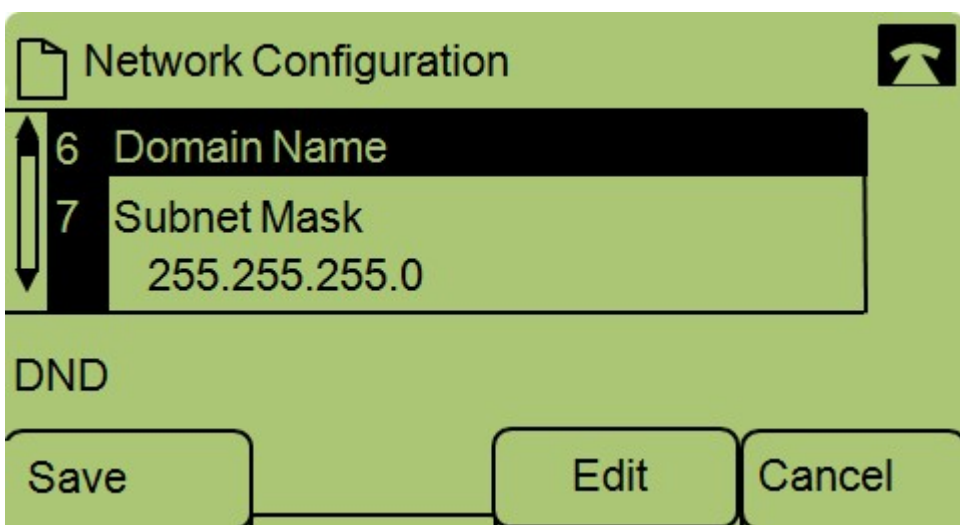 Network Configuration
6 Domain Name
7 Subnet Mask
255.255.255.0
DND
Save Edit Cancel